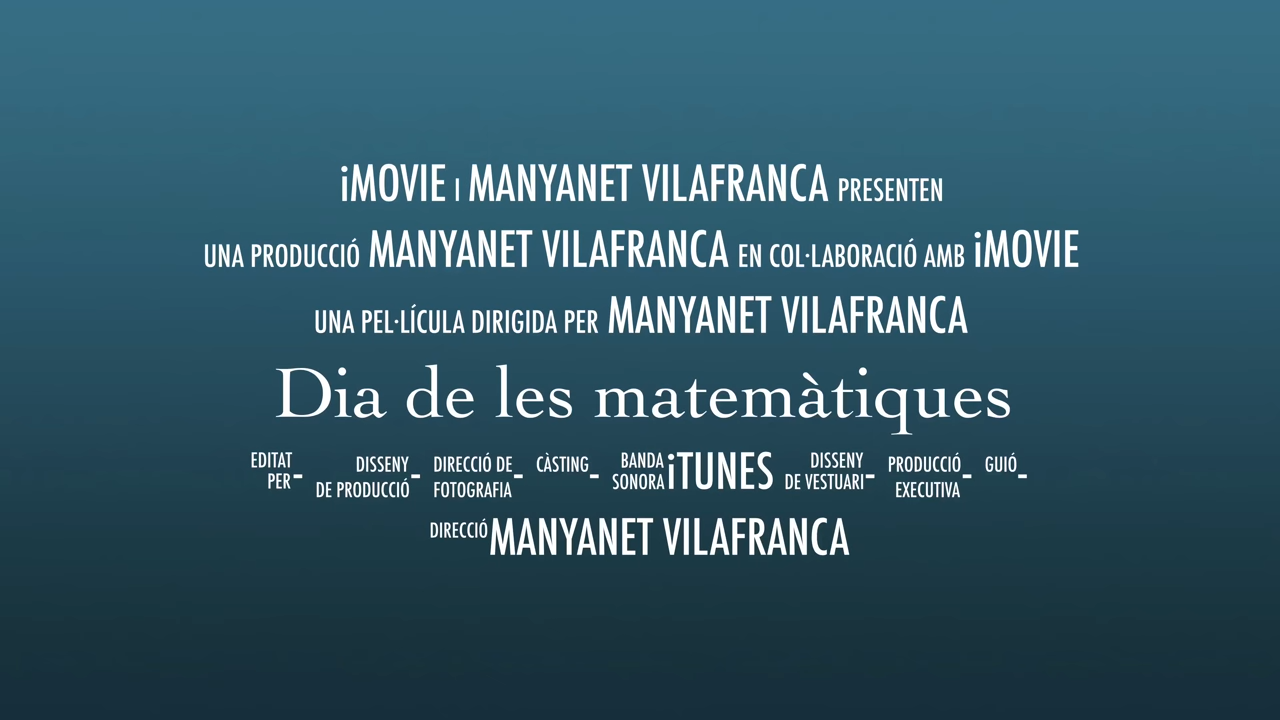 iMOVIE I MANYANET VILAFRANCA PRESENTEN
UNA PRODUCCIÓ MANYANET VILAFRANCA EN COL·LABORACIÓ AMB iMOVIE
UNA PEL·LÍCULA DIRIGIDA PER MANYANET VILAFRANCA
Dia de les matemàtiques
EDITAT PER - DISSENY DE PRODUCCIÓ - DIRECCIÓ DE FOTOGRAFIA - CÀSTING - BANDA SONORA iTUNES DISSENY DE VESTUARI - PRODUCCIÓ EXECUTIVA - GUIÓ -
DIRECCIÓ MANYANET VILAFRANCA